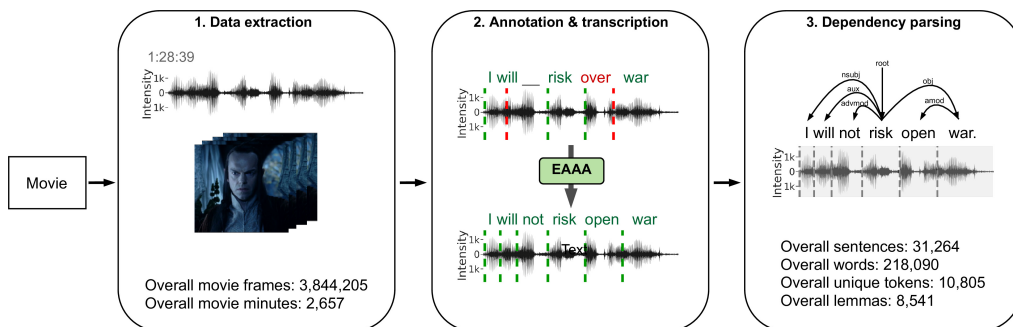 Movie
1. Data extraction
1:28:39
Intensity
1k
0
1k
Overall movie frames: 3,844,205
Overall movie minutes: 2,657
2. Annotation & transcription
I will __ risk over war
Intensity
1k
0
1k
EAAA
I will not risk open war
Intensity
1k
0
1k
Text
3. Dependency parsing
root
nsubj
obj
aux
amod
advmod
I will not risk open war.
Intensity
1k
0
1k
Overall sentences: 31,264
Overall words: 218,090
Overall unique tokens: 10,805
Overall lemmas: 8,541